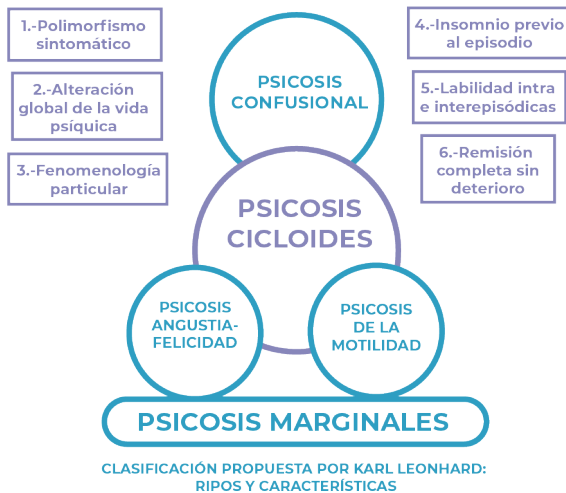 1.-Polimorfismo
sintomático
2.-Alteración
global de la vida
psíquica
3.-Fenomenología
particular
PSICOSIS
CONFUSIONAL
4.-Insomnio previo
al episodio
5.-Labilidad intra
e interepisódicas
6.-Remisión
completa sin
deterioro
PSICOSIS
CICLOIDES
PSICOSIS
ANGUSTIA-
FELICIDAD
PSICOSIS
DE LA
MOTILIDAD
PSICOSIS MARGINALES
CLASIFICACIÓN PROPUESTA POR KARL LEONHARD:
RIPOS Y CARACTERÍSTICAS